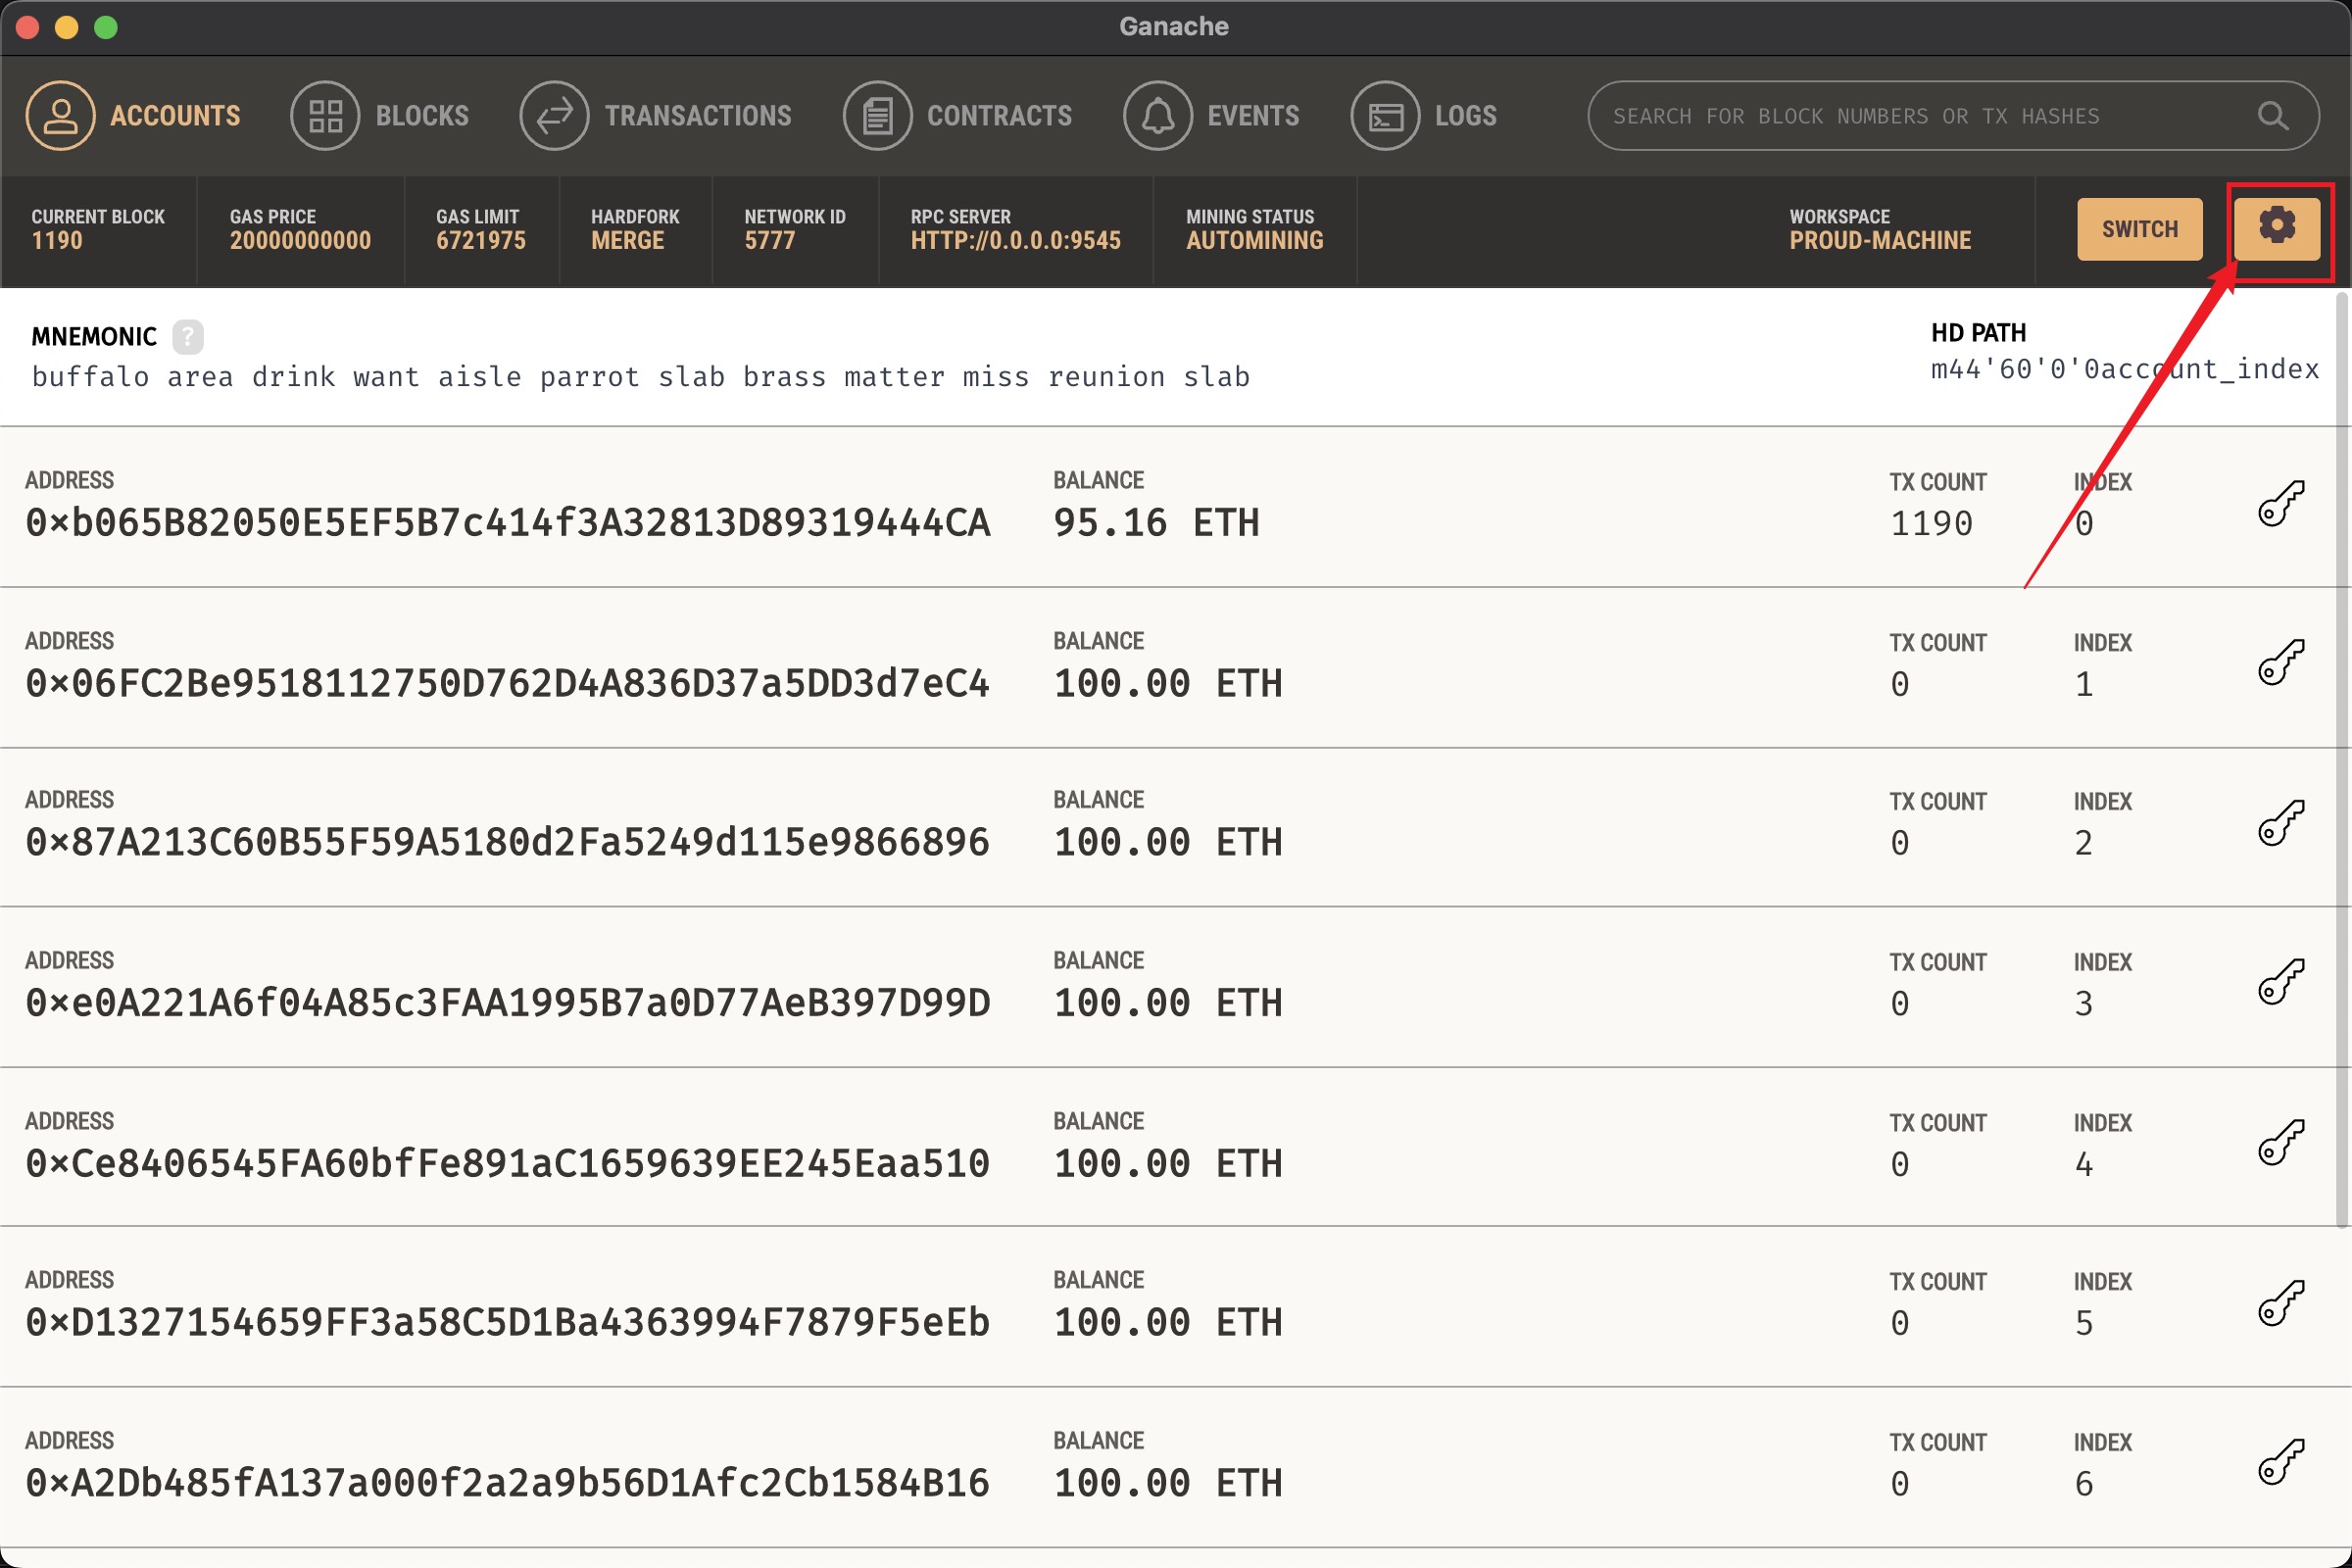 Ganache
ACCOUNTS BLOCKS TRANSACTIONS CONTRACTS EVENTS LOGS SEARCH FOR BLOCK NUMBERS OR TX HASHES
CURRENT BLOCK GAS PRICE GAS LIMIT HARDFORK NETWORK ID RPC SERVER MINING STATUS WORKSPACE
1190 20000000000 6721975 MERGE 5777 HTTP://0.0.0.0:9545 AUTOMINING PROUD-MACHINE SWITCH
MNEMONIC ? HD PATH
buffalo area drink want aisle parrot slab brass matter miss reunion slab m44'60'0'0account_index
ADDRESS BALANCE TX COUNT INDEX
0×b065B82050E5EF5B7c414f3A32813D89319444CA 95.16 ETH 1190 0
ADDRESS BALANCE TX COUNT INDEX
0×06FC2Be9518112750D762D4A836D37a5DD3d7eC4 100.00 ETH 0 1
ADDRESS BALANCE TX COUNT INDEX
0×87A213C60B55F59A5180d2Fa5249d115e9866896 100.00 ETH 0 2
ADDRESS BALANCE TX COUNT INDEX
0×e0A221A6f04A85c3FAA1995B7a0D77AeB397D99D 100.00 ETH 0 3
ADDRESS BALANCE TX COUNT INDEX
0×Ce8406545FA60bfFe891aC1659639EE245Eaa510 100.00 ETH 0 4
ADDRESS BALANCE TX COUNT INDEX
0×D1327154659FF3a58C5D1Ba4363994F7879F5eEb 100.00 ETH 0 5
ADDRESS BALANCE TX COUNT INDEX
0×A2Db485fA137a000f2a2a9b56D1Afc2Cb1584B16 100.00 ETH 0 6